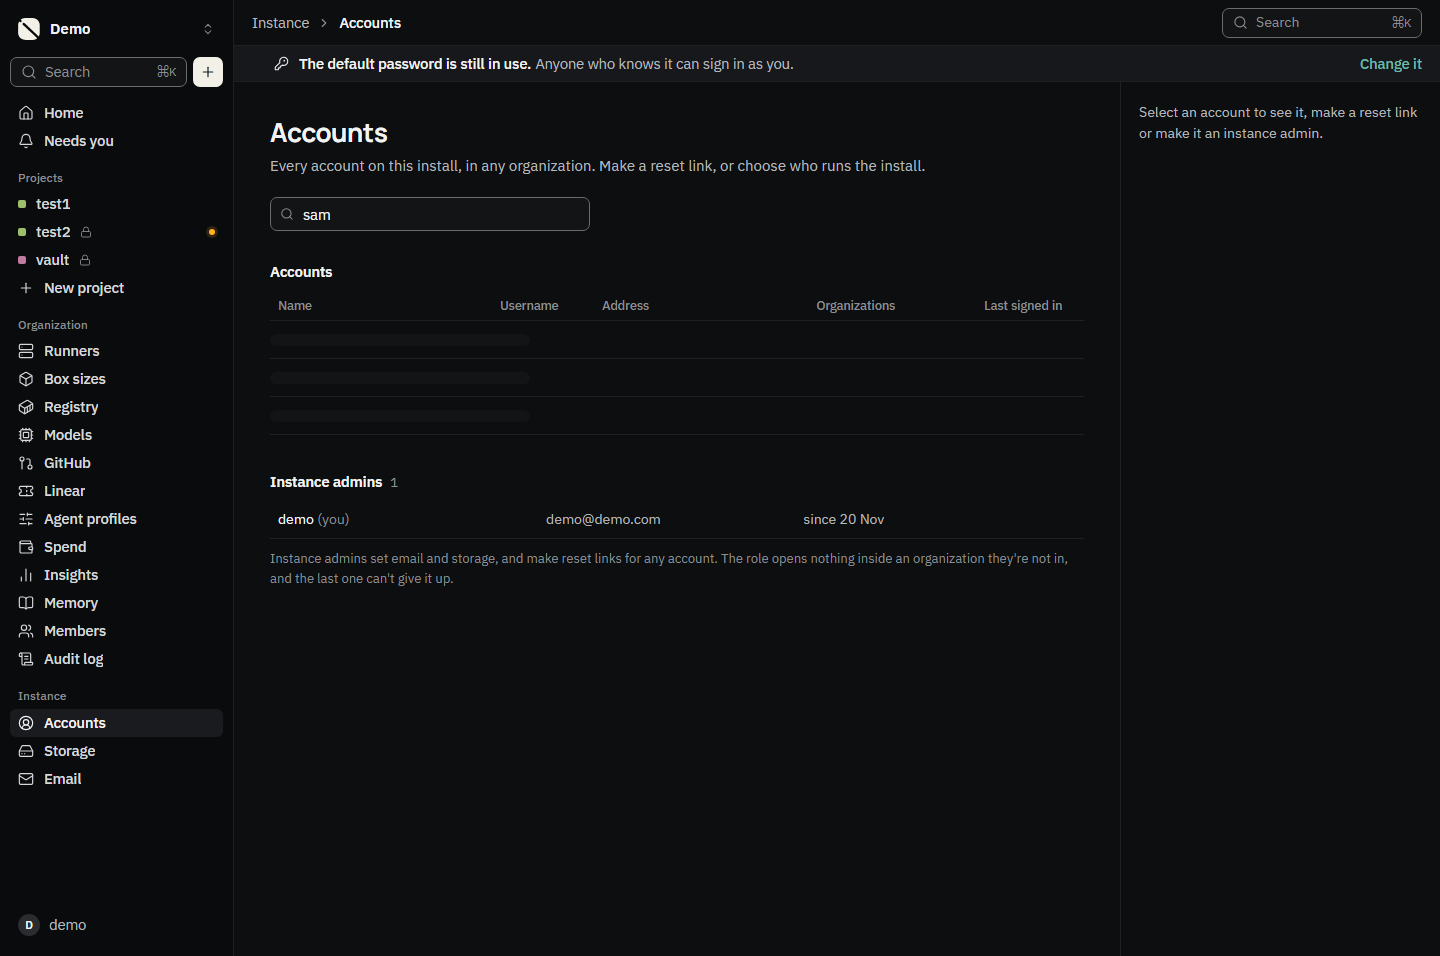 Demo
Search ⌘K
Home
Needs you
Projects
test1
test2
vault
New project
Organization
Runners
Box sizes
Registry
Models
GitHub
Linear
Agent profiles
Spend
Insights
Memory
Members
Audit log
Instance
Accounts
Storage
Email
D demo
Instance > Accounts
Search ⌘K
The default password is still in use. Anyone who knows it can sign in as you. Change it
Accounts
Every account on this install, in any organization. Make a reset link, or choose who runs the install.
sam
Accounts
Name Username Address Organizations Last signed in
Instance admins 1
demo (you) demo@demo.com since 20 Nov
Instance admins set email and storage, and make reset links for any account. The role opens nothing inside an organization they're not in,
and the last one can't give it up.
Select an account to see it, make a reset link
or make it an instance admin.